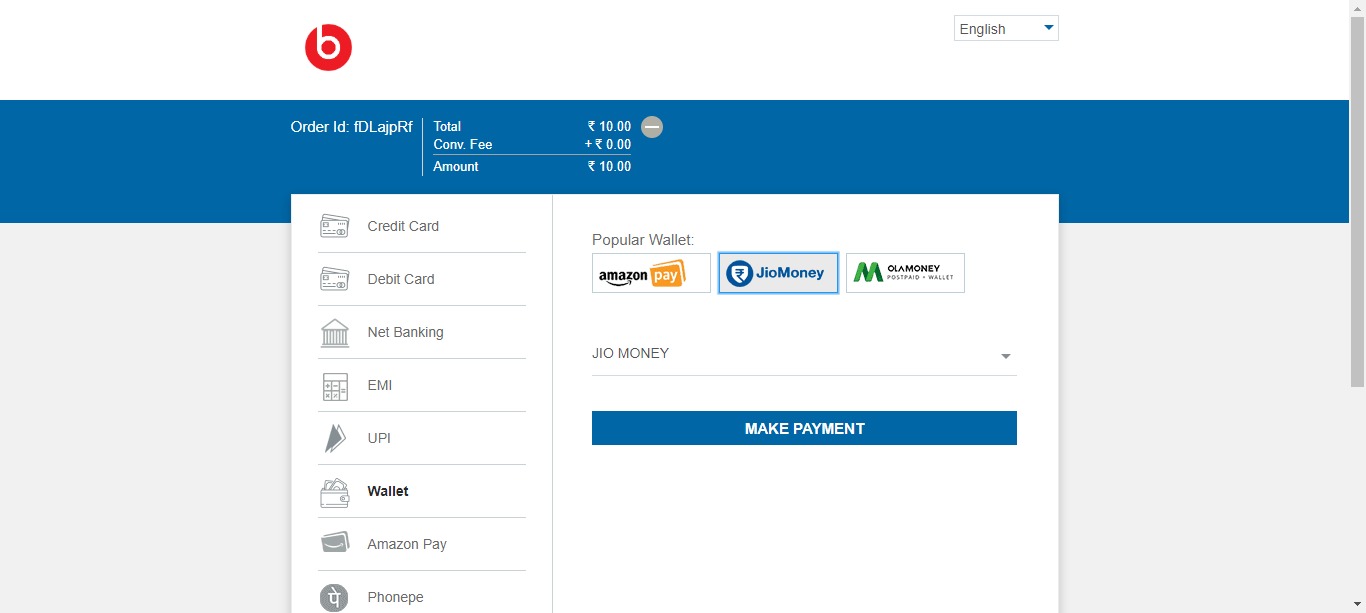 b
English
Order Id: fDLajpRf
Total ₹ 10.00
Conv. Fee + ₹ 0.00
Amount ₹ 10.00
Credit Card
Debit Card
Net Banking
EMI
UPI
Wallet
Amazon Pay
पे Phonepe
Popular Wallet:
amazon pay
₹ JioMoney
OLAMONEY
POSTPAID + WALLET
JIO MONEY
MAKE PAYMENT